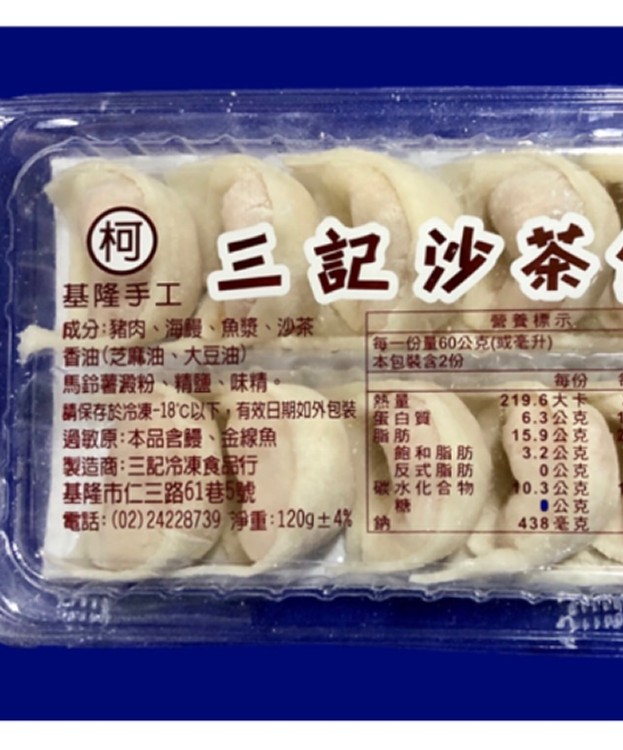 柯
三記沙茶
基隆手工
成分:豬肉、海鰻、魚漿、沙茶
香油(芝麻油、大豆油)
馬鈴薯澱粉、精鹽、味精。
請保存於冷凍-18℃以下,有效日期如外包裝
過敏原:本品含鰻、金線魚
製造商:三記冷凍食品行
基隆市仁三路61巷5號
電話:(02)24228739 淨重:120g±4%
營養標示
每一份量60公克(或毫升)
本包裝含2份
每份
熱量 219.6大卡
蛋白質 6.3公克
脂肪 15.9公克
飽和脂肪 3.2公克
反式脂肪 0公克
碳水化合物 10.3公克
糖 0公克
鈉 438毫克